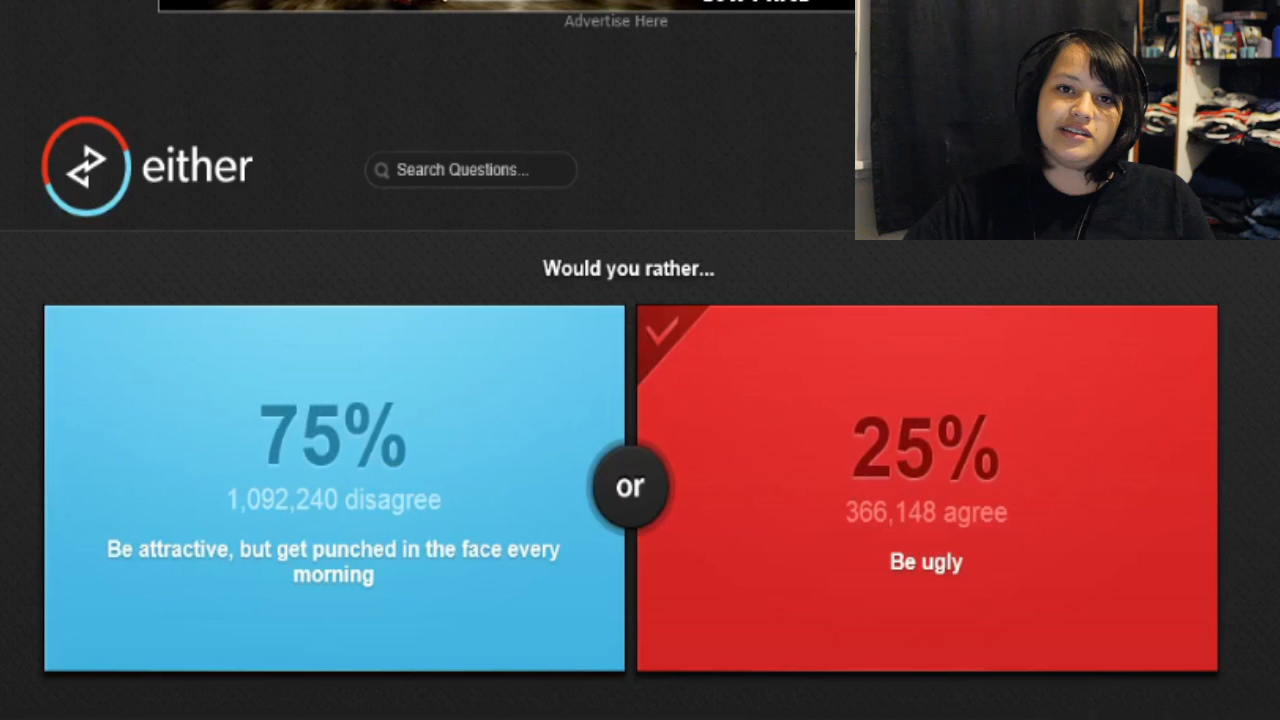 Advertise Here
either
Search Questions...
Would you rather...
75%
1,092,240 disagree
Be attractive, but get punched in the face every
morning
or
25%
366,148 agree
Be ugly